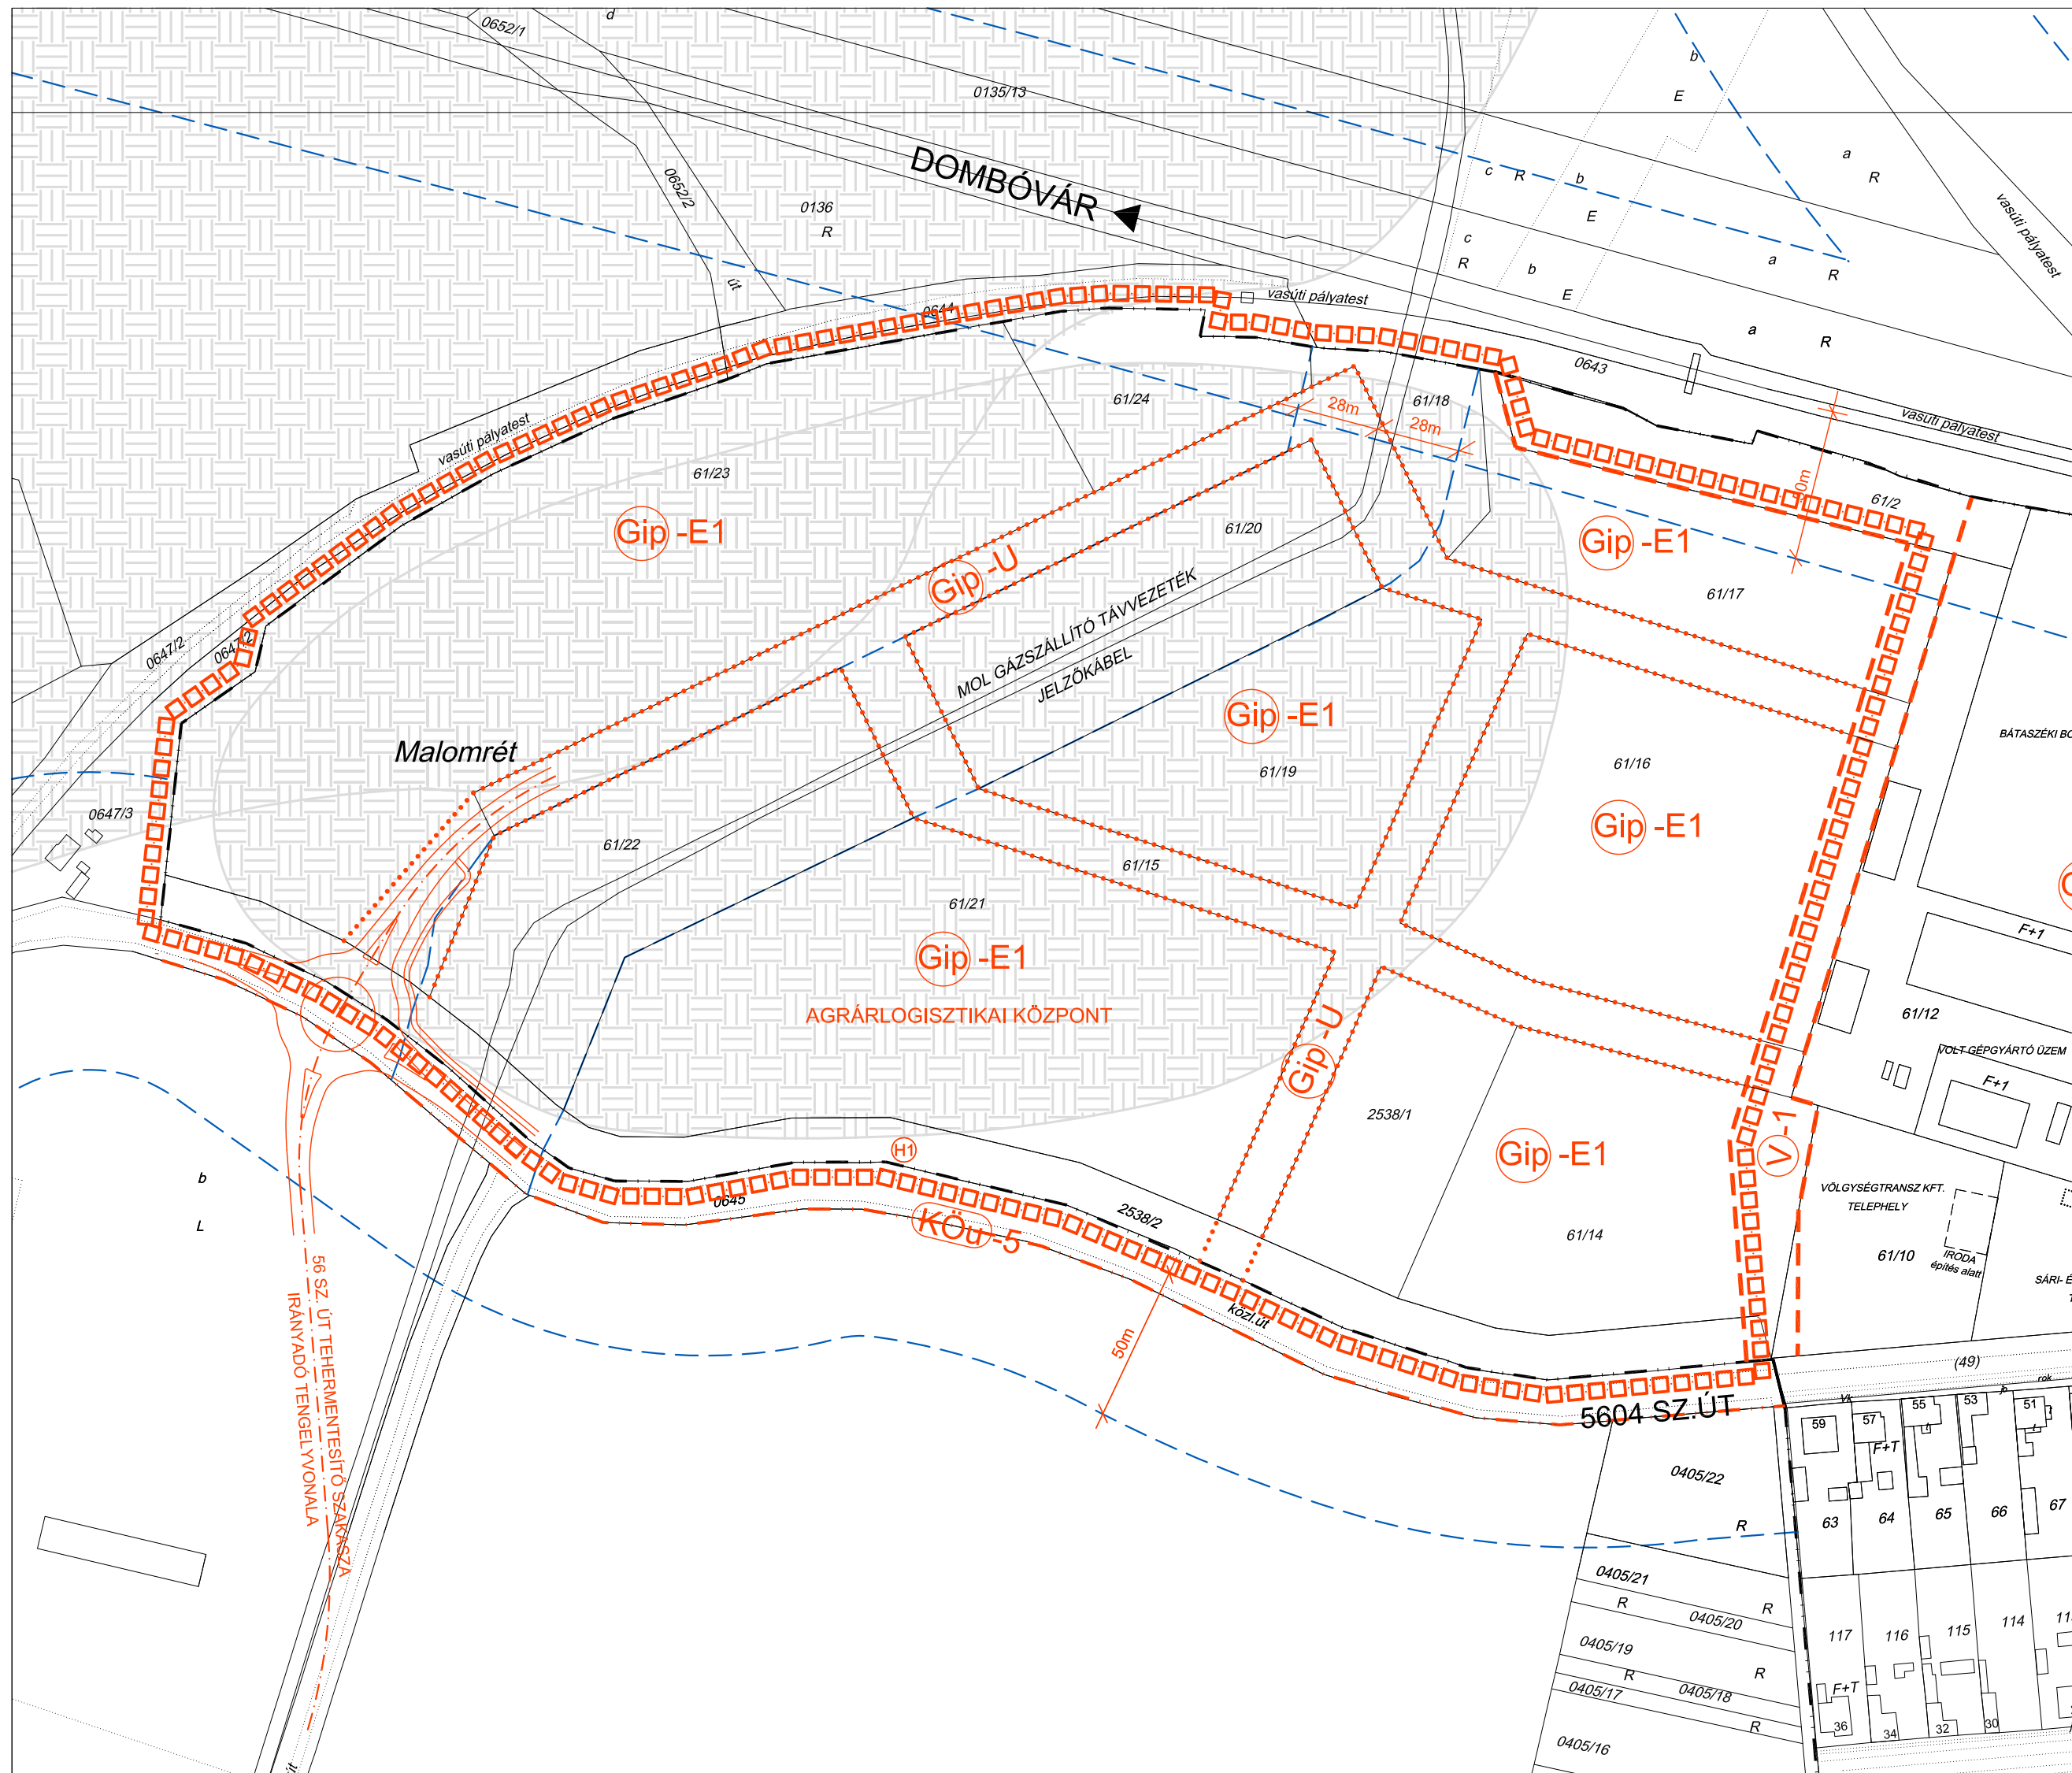 0652/1
d
0135/13
b
E
a
R
0652/2
0136
R
DOMBÓVÁR
c R
b
E
vasúti pályatest
c
R
b
E
a
R
út
0644
vasúti pályatest
a
R
0643
61/24
61/18
28m
28m
vasúti pályatest
vasúti pályatest
61/23
50m
61/2
61/20
Gip -E1
Gip -E1
Gip -U
61/17
MOL GÁZSZÁLLÍTÓ TÁVVEZETÉK
JELZŐKÁBEL
0647/2
0647/2
Malomrét
Gip -E1
61/19
61/16
0647/3
Gip -E1
61/22
61/15
61/21
Gip -E1
AGRÁRLOGISZTIKAI KÖZPONT
F+1
61/12
VOLT GÉPGYÁRTÓ ÜZEM
F+1
Gip -U
2538/1
Gip -E1
V -1
H1
b
L
0645
KÖu -5
2538/2
VÖLGYSÉGTRANSZ KFT.
TELEPHELY
61/14
61/10
IRODA
építés alatt
közl.út
50m
56 SZ. ÚT TEHERMENTESÍTŐ SZAKASZA
IRÁNYADÓ TENGELYVONALA
(49)
5604 SZ.ÚT
Vk
rok
59
57
55
53
51
F+T
0405/22
R
63
64
65
66
67
0405/21
R
R
0405/20
0405/19
R
R
0405/18
0405/17
R
0405/16
117
116
115
114
F+T
36
34
32
30